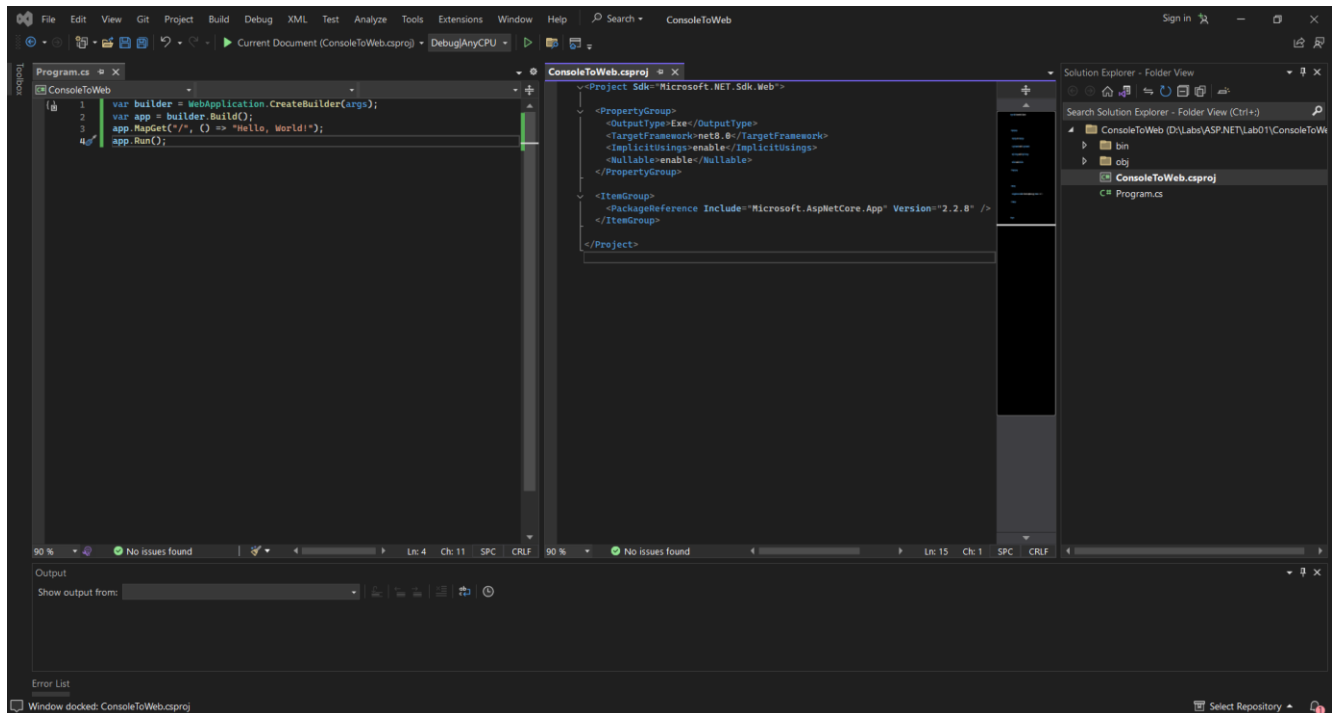 File Edit View Git Project Build Debug XML Test Analyze Tools Extensions Window Help Search ConsoleToWeb Sign in
Current Document (ConsoleToWeb.csproj) Debug|AnyCPU
Toolbox
Program.cs
ConsoleToWeb
1 var builder = WebApplication.CreateBuilder(args);
2 var app = builder.Build();
3 app.MapGet("/", () => "Hello, World!");
4 app.Run();
90 % No issues found Ln: 4 Ch: 11 SPC CRLF
ConsoleToWeb.csproj
<Project Sdk="Microsoft.NET.Sdk.Web">
<PropertyGroup>
<OutputType>Exe</OutputType>
<TargetFramework>net8.0</TargetFramework>
<ImplicitUsings>enable</ImplicitUsings>
<Nullable>enable</Nullable>
</PropertyGroup>
<ItemGroup>
<PackageReference Include="Microsoft.AspNetCore.App" Version="2.2.8" />
</ItemGroup>
</Project>
90 % No issues found Ln: 15 Ch: 1 SPC CRLF
Solution Explorer - Folder View
Search Solution Explorer - Folder View (Ctrl+;)
ConsoleToWeb (D:\Labs\ASP.NET\Lab01\ConsoleToWe
bin
obj
ConsoleToWeb.csproj
C# Program.cs
Output
Show output from:
Error List
Window docked: ConsoleToWeb.csproj Select Repository